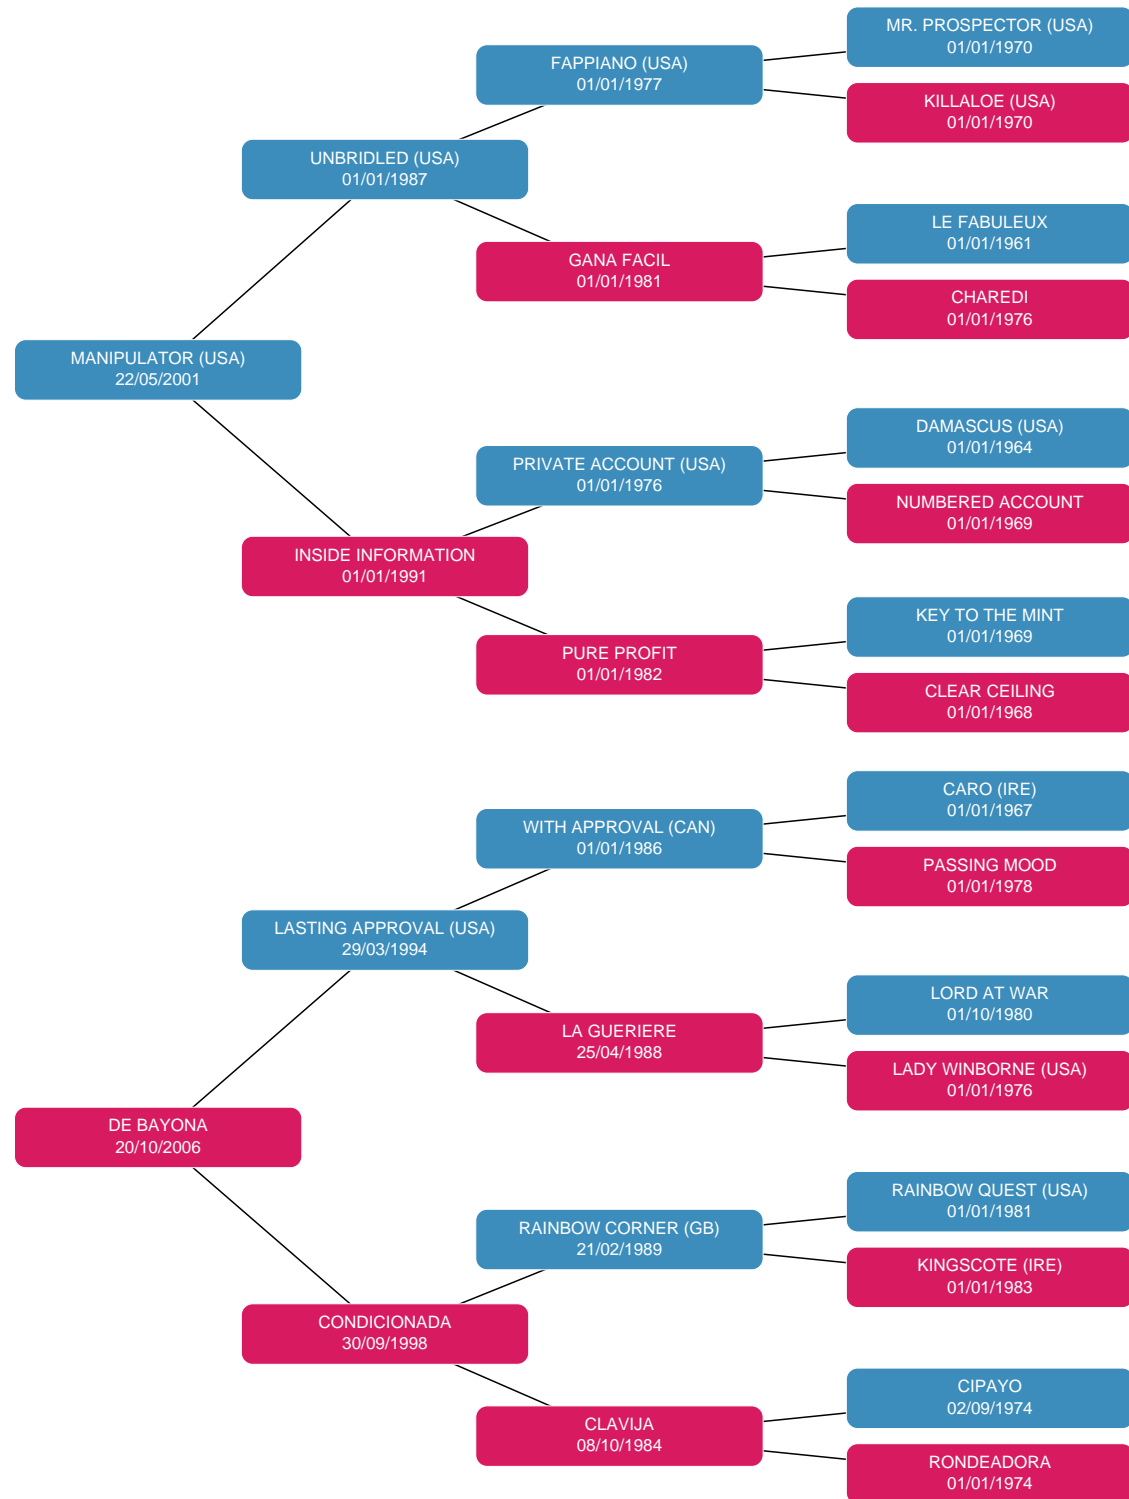 MR. PROSPECTOR (USA)
01/01/1970
FAPPIANO (USA)
01/01/1977
KILLALOE (USA)
01/01/1970
UNBRIDLED (USA)
01/01/1987
LE FABULEUX
01/01/1961
GANA FACIL
01/01/1981
CHAREDI
01/01/1976
MANIPULATOR (USA)
22/05/2001
DAMASCUS (USA)
01/01/1964
PRIVATE ACCOUNT (USA)
01/01/1976
NUMBERED ACCOUNT
01/01/1969
INSIDE INFORMATION
01/01/1991
KEY TO THE MINT
01/01/1969
PURE PROFIT
01/01/1982
CLEAR CEILING
01/01/1968
CARO (IRE)
01/01/1967
WITH APPROVAL (CAN)
01/01/1986
PASSING MOOD
01/01/1978
LASTING APPROVAL (USA)
29/03/1994
LORD AT WAR
01/10/1980
LA GUERIERE
25/04/1988
LADY WINBORNE (USA)
01/01/1976
DE BAYONA
20/10/2006
RAINBOW QUEST (USA)
01/01/1981
RAINBOW CORNER (GB)
21/02/1989
KINGSCOTE (IRE)
01/01/1983
CONDICIONADA
30/09/1998
CIPAYO
02/09/1974
CLAVIJA
08/10/1984
RONDEADORA
01/01/1974